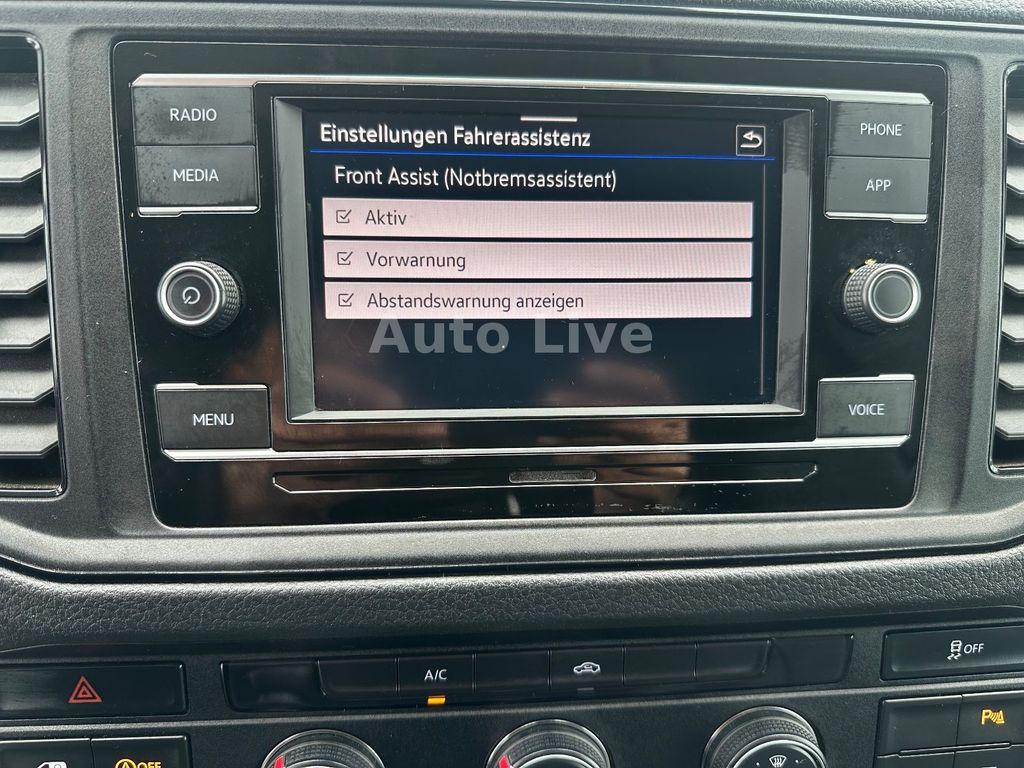 RADIO
MEDIA
MENU
Einstellungen Fahrerassistenz
Front Assist (Notbremsassistent)
Aktiv
Vorwarnung
Abstandswarnung anzeigen
Auto Live
PHONE
APP
VOICE
A/C
OFF
OFF
P